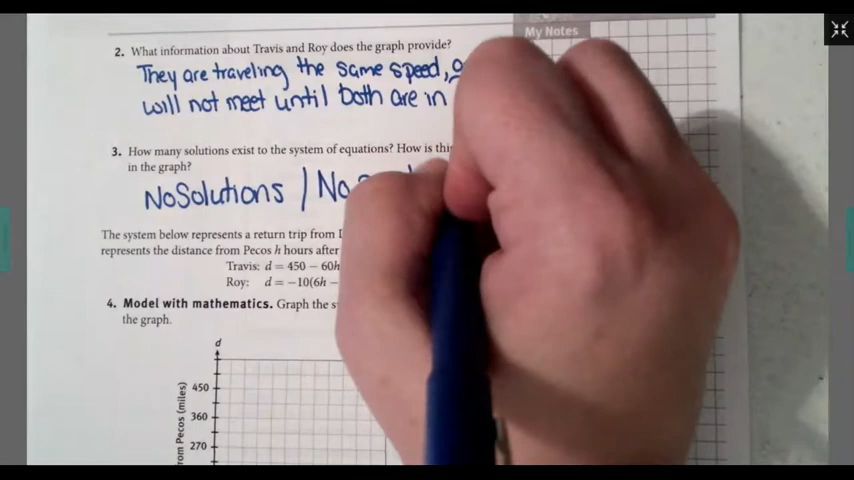 My Notes
2. What information about Travis and Roy does the graph provide?
They are traveling the same speed,
will not meet until both are in
3. How many solutions exist to the system of equations? How is
in the graph?
No Solutions / No
The system below represents a return trip from
represents the distance from Pecos h hours after
Travis: d = 450 − 60h
Roy: d = −10(6h −
4. Model with mathematics. Graph the
the graph.
d
450
360
270
from Pecos (miles)